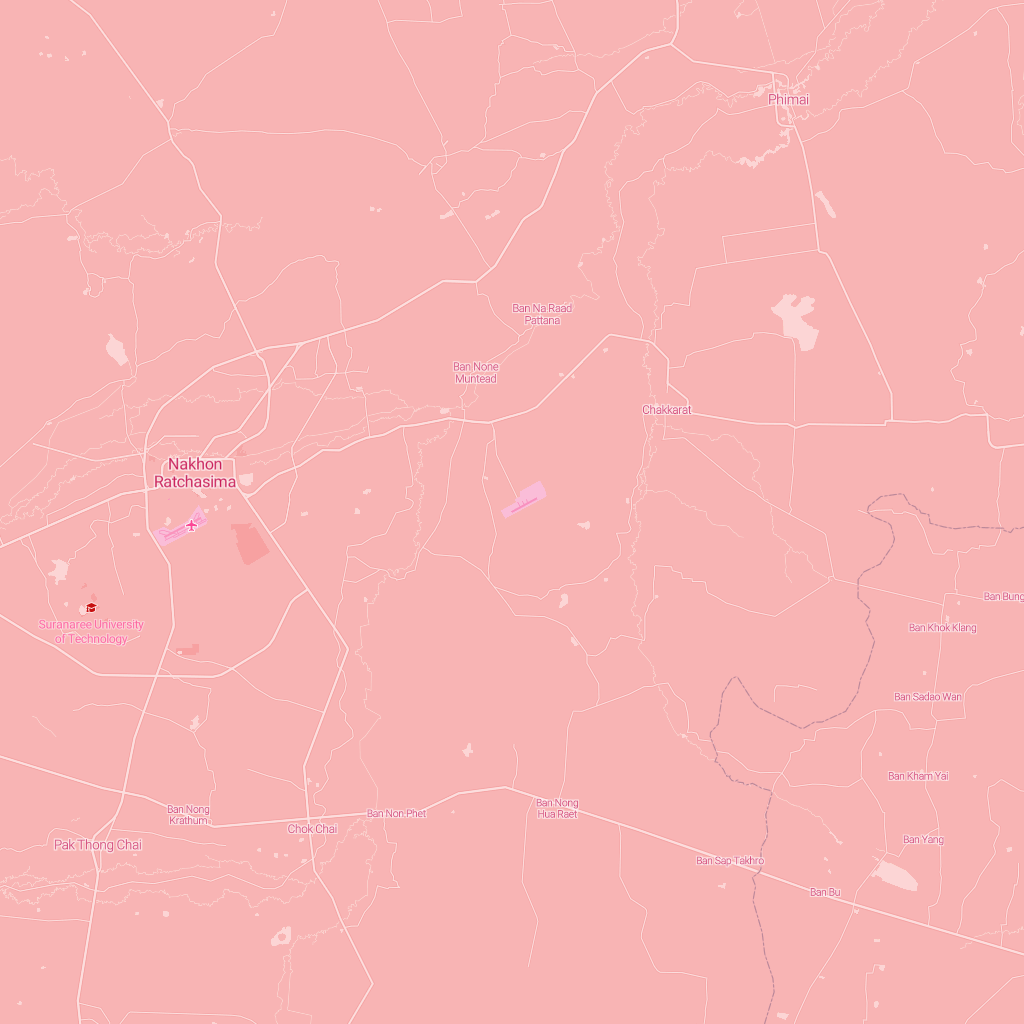 Phimai
Ban Na Raad
Pattana
Ban None
Muntead
Chakkarat
Nakhon
Ratchasima
Ban Bung
Suranaree University
of Technology
Ban Khok Klang
Ban Sadao Wan
Ban Kham Yai
Ban Nong
Krathum
Ban Non Phet
Ban Nong
Hua Raet
Chok Chai
Pak Thong Chai
Ban Yang
Ban Sap Takhro
Ban Bu